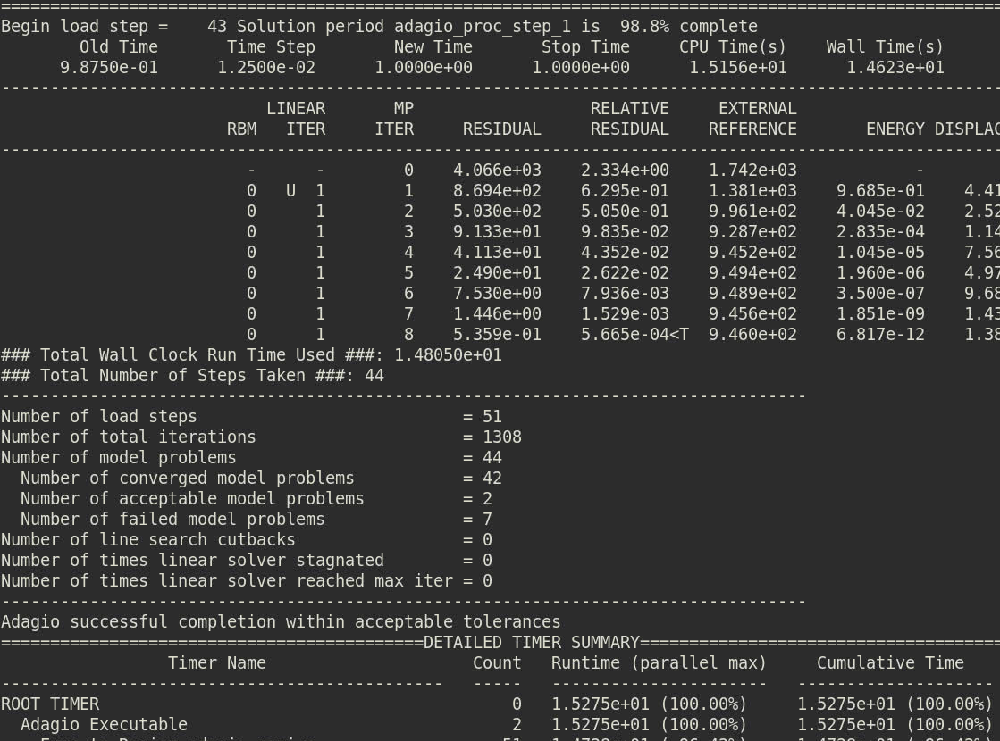 ================================================================================
Begin load step =    43 Solution period adagio_proc_step_1 is  98.8% complete
        Old Time       Time Step        New Time       Stop Time     CPU Time(s)    Wall Time(s)
      9.8750e-01      1.2500e-02      1.0000e+00      1.0000e+00      1.5156e+01      1.4623e+01
--------------------------------------------------------------------------------
                           LINEAR       MP                  RELATIVE     EXTERNAL
                       RBM   ITER     ITER     RESIDUAL     RESIDUAL    REFERENCE       ENERGY DISPLAC
--------------------------------------------------------------------------------
                         -      -        0    4.066e+03    2.334e+00    1.742e+03            -
                         0   U  1        1    8.694e+02    6.295e-01    1.381e+03    9.685e-01    4.41
                         0      1        2    5.030e+02    5.050e-01    9.961e+02    4.045e-02    2.52
                         0      1        3    9.133e+01    9.835e-02    9.287e+02    2.835e-04    1.14
                         0      1        4    4.113e+01    4.352e-02    9.452e+02    1.045e-05    7.56
                         0      1        5    2.490e+01    2.622e-02    9.494e+02    1.960e-06    4.97
                         0      1        6    7.530e+00    7.936e-03    9.489e+02    3.500e-07    9.68
                         0      1        7    1.446e+00    1.529e-03    9.456e+02    1.851e-09    1.43
                         0      1        8    5.359e-01    5.665e-04<T  9.460e+02    6.817e-12    1.38
### Total Wall Clock Run Time Used ###: 1.48050e+01
### Total Number of Steps Taken ###: 44
--------------------------------------------------------------------------------
Number of load steps                           = 51
Number of total iterations                     = 1308
Number of model problems                       = 44
  Number of converged model problems           = 42
  Number of acceptable model problems          = 2
  Number of failed model problems              = 7
Number of line search cutbacks                 = 0
Number of times linear solver stagnated        = 0
Number of times linear solver reached max iter = 0
--------------------------------------------------------------------------------
Adagio successful completion within acceptable tolerances
===========================================DETAILED TIMER SUMMARY=====================================
                 Timer Name                     Count   Runtime (parallel max)     Cumulative Time
---------------------------------------------   -----   ----------------------   --------------------
ROOT TIMER                                          0   1.5275e+01 (100.00%)     1.5275e+01 (100.00%)
  Adagio Executable                                 2   1.5275e+01 (100.00%)     1.5275e+01 (100.00%)